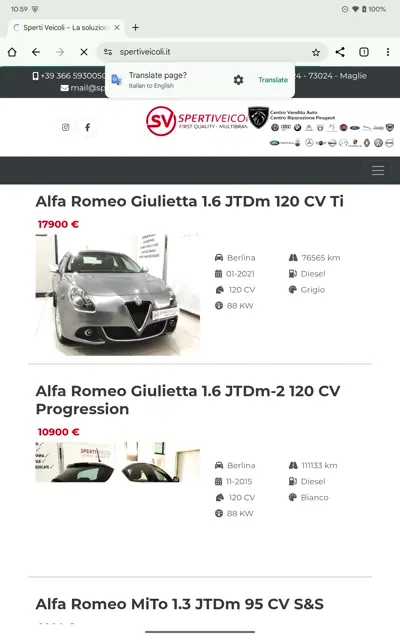 10:59
100%
Sperti Veicoli – La soluzione
spertiveicoli.it
1
+39 366 5930050
24 - 73024 - Maglie
mail@sp
Translate page?
Italian to English
Translate
SV SPERTIVEICOLI
FIRST QUALITY - MULTIBRAN
Centro Vendita Auto
Centro Riparazione Peugeot
Alfa Romeo Giulietta 1.6 JTDm 120 CV Ti
17900 €
Berlina
76565 km
01-2021
Diesel
120 CV
Grigio
88 KW
Alfa Romeo Giulietta 1.6 JTDm-2 120 CV
Progression
10900 €
Berlina
111133 km
11-2015
Diesel
120 CV
Bianco
88 KW
Alfa Romeo MiTo 1.3 JTDm 95 CV S&S